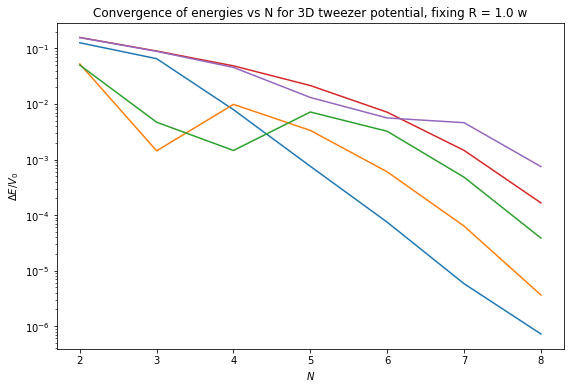 Convergence of energies vs N for 3D tweezer potential, fixing R = 1.0 w
10⁻¹
10⁻²
10⁻³
10⁻⁴
10⁻⁵
10⁻⁶
ΔE/V₀
2 3 4 5 6 7 8
N